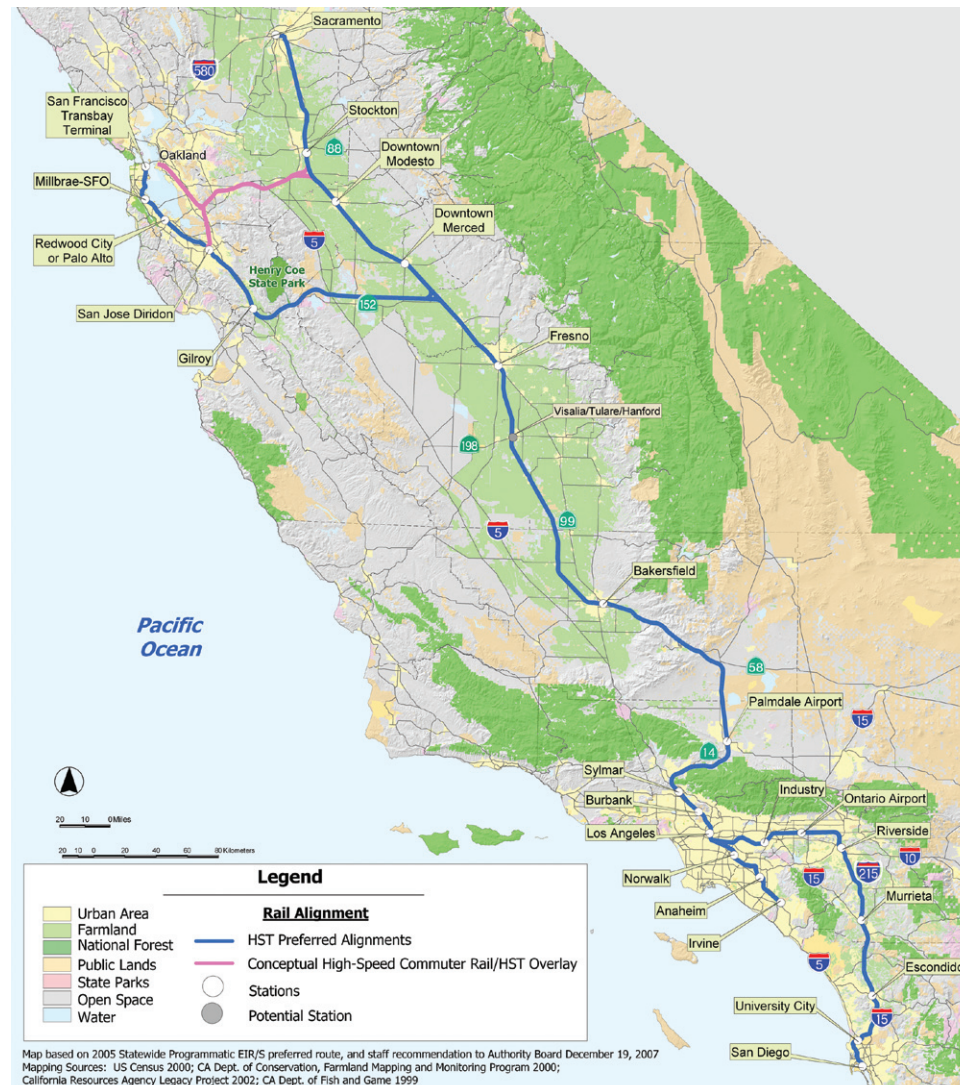 Sacramento
580
San Francisco
Transbay
Terminal
Stockton
88
Downtown
Modesto
Oakland
Millbrae-SFO
Downtown
Merced
Redwood City
or Palo Alto
5
Henry Coe
State Park
152
San Jose Diridon
Fresno
Gilroy
Visalia/Tulare/Hanford
198
99
5
Bakersfield
Pacific
Ocean
58
Palmdale Airport
15
14
Sylmar
Industry
Burbank
Ontario Airport
Los Angeles
Riverside
10
Norwalk
15
215
Anaheim
Murrieta
Irvine
5
Escondido
University City
15
San Diego
20 10 0Miles
20 10 0 20 40 60 80 Kilometers
Legend
Urban Area
Farmland
National Forest
Public Lands
State Parks
Open Space
Water
Rail Alignment
HST Preferred Alignments
Conceptual High-Speed Commuter Rail/HST Overlay
Stations
Potential Station
Map based on 2005 Statewide Programmatic EIR/S preferred route, and staff recommendation to Authority Board December 19, 2007
Mapping Sources: US Census 2000; CA Dept. of Conservation, Farmland Mapping and Monitoring Program 2000;
California Resources Agency Legacy Project 2002; CA Dept. of Fish and Game 1999